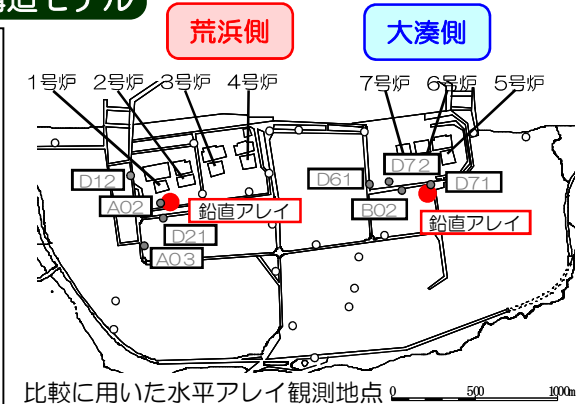 造モデル
荒浜側
大湊側
1号炉 2号炉 3号炉 4号炉
7号炉 6号炉 5号炉
D12
A02
D21
A03
鉛直アレイ
D61
D72
B02
D71
鉛直アレイ
比較に用いた水平アレイ観測地点
0 500 1000m